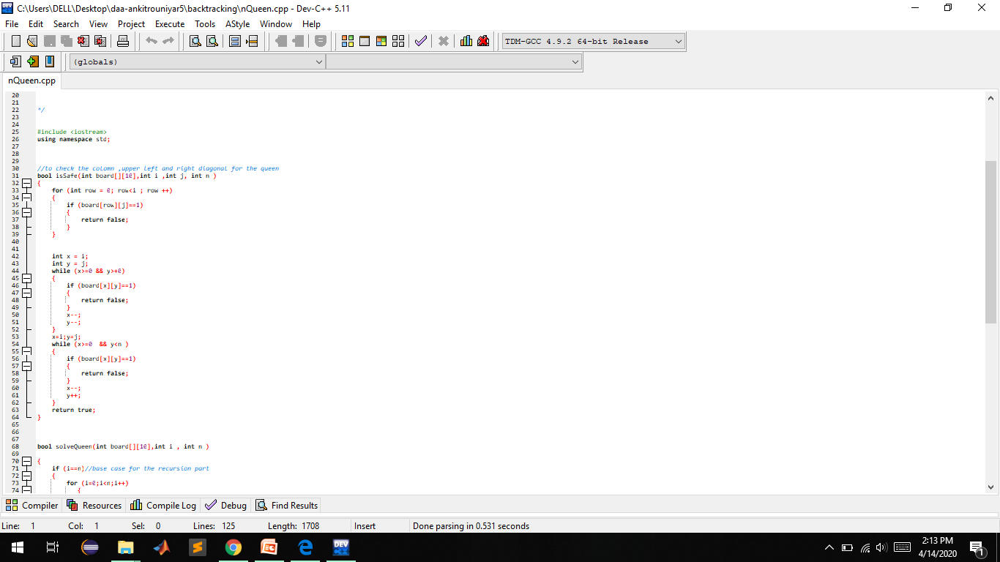 C:\Users\DELL\Desktop\daa-ankitrouniyar5\backtracking\nQueen.cpp - Dev-C++ 5.11
File Edit Search View Project Execute Tools AStyle Window Help
TDM-GCC 4.9.2 64-bit Release
(globals)
nQueen.cpp
20
21
22 */
23
24
25 #include <iostream>
26 using namespace std;
27
28
29
30 //to check the colomn ,upper left and right diagonal for the queen
31 bool isSafe(int board[][10],int i ,int j, int n )
32 {
33 for (int row = 0; row<i ; row ++)
34 {
35 if (board[row][j]==1)
36 {
37 return false;
38 }
39 }
40
41
42 int x = i;
43 int y = j;
44 while (x>=0 && y>+0)
45 {
46 if (board[x][y]==1)
47 {
48 return false;
49 }
50 x--;
51 y--;
52 }
53 x=i;y=j;
54 while (x>=0 && y<n )
55 {
56 if (board[x][y]==1)
57 {
58 return false;
59 }
60 x--;
61 y++;
62 }
63 return true;
64 }
65
66
67
68 bool solveQueen(int board[][10],int i , int n )
69
70 {
71 if (i==n)//base case for the recursion part
72 {
73 for (i=0;i<n;i++)
74 {
Compiler Resources Compile Log Debug Find Results
Line: 1 Col: 1 Sel: 0 Lines: 125 Length: 1708 Insert Done parsing in 0.531 seconds
DEV
2:13 PM
4/14/2020
1